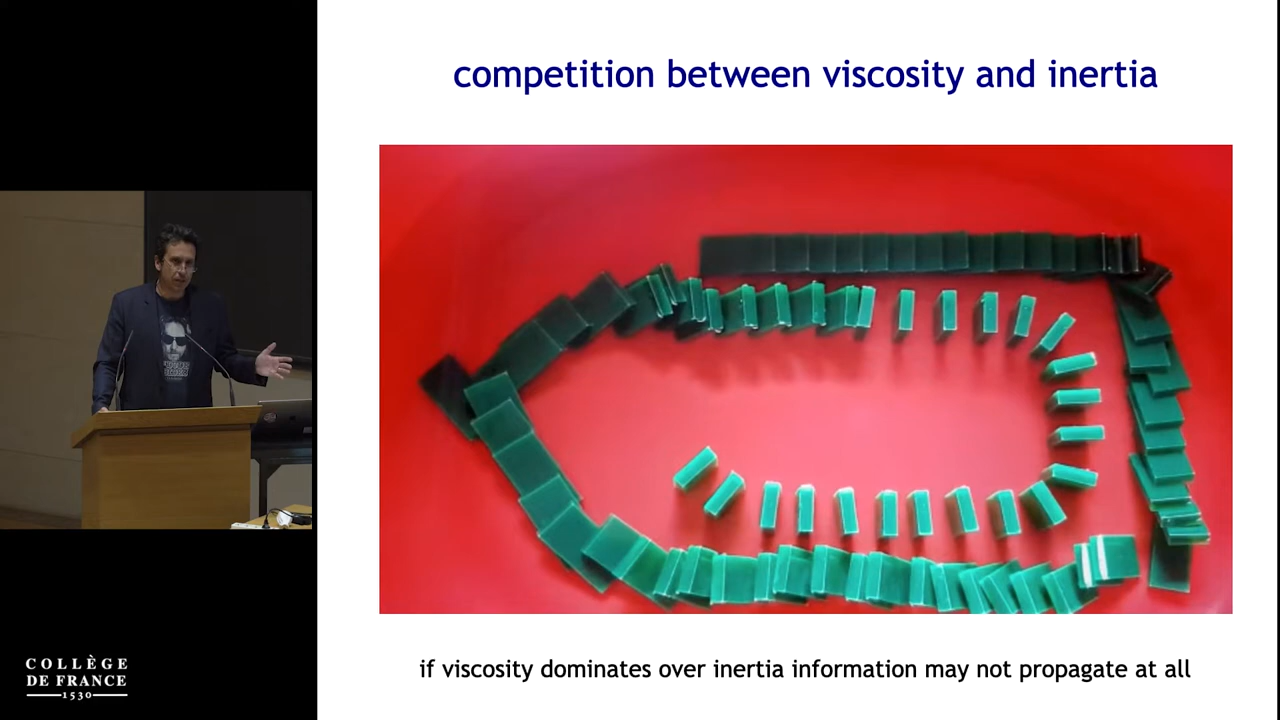 competition between viscosity and inertia
if viscosity dominates over inertia information may not propagate at all
COLLÈGE
DE FRANCE
1530